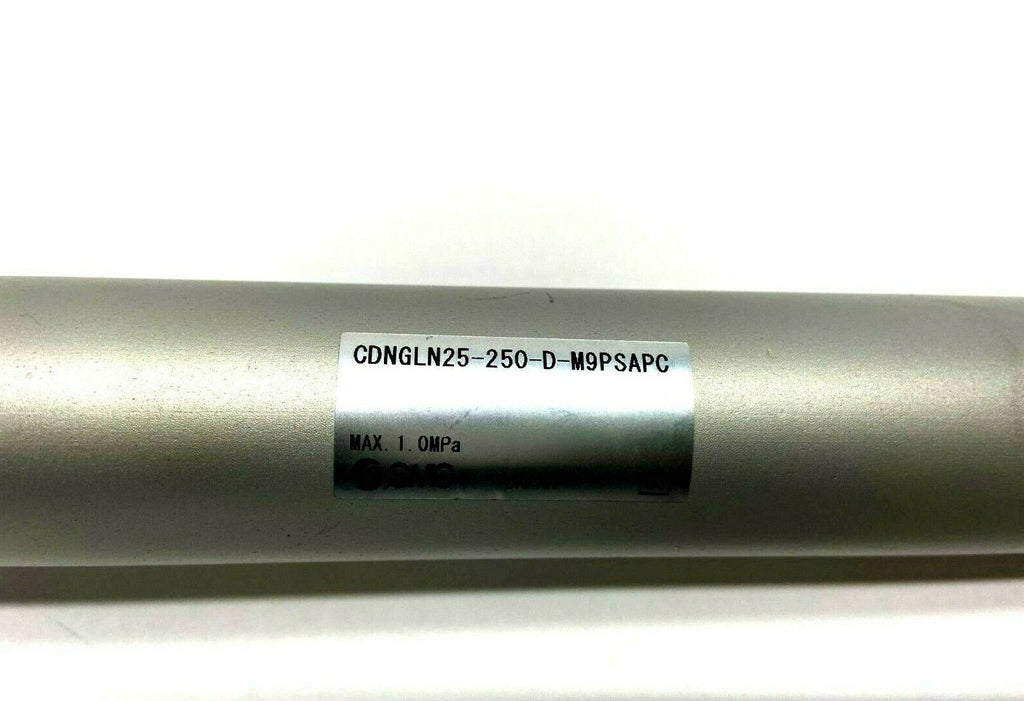 CDNGLN25-250-D-M9PSAPC
MAX. 1.0MPa
SMC